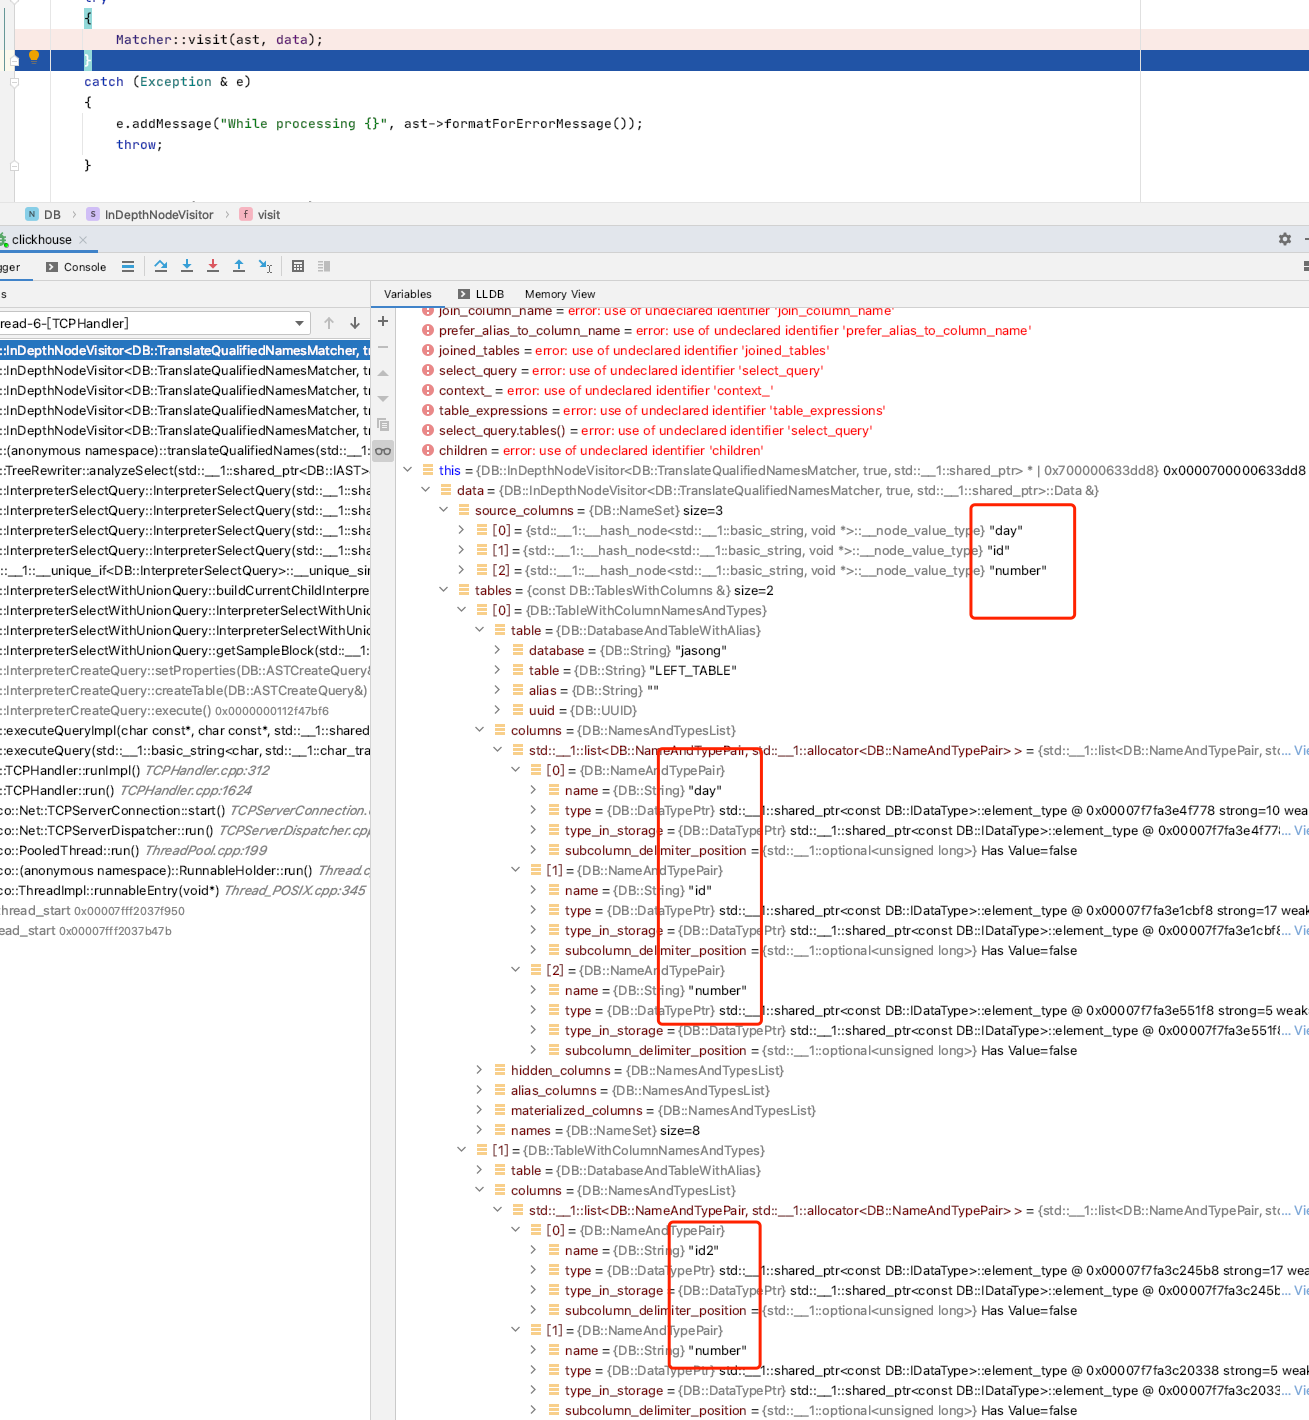 {
Matcher::visit(ast, data);
}
catch (Exception & e)
{
e.addMessage("While processing {}", ast->formatForErrorMessage());
throw;
}
N DB > S InDepthNodeVisitor > f visit
clickhouse ×
gger Console
s Variables LLDB Memory View
read-6-[TCPHandler]
::InDepthNodeVisitor<DB::TranslateQualifiedNamesMatcher, tr
::InDepthNodeVisitor<DB::TranslateQualifiedNamesMatcher, tr
::InDepthNodeVisitor<DB::TranslateQualifiedNamesMatcher, tr
::InDepthNodeVisitor<DB::TranslateQualifiedNamesMatcher, tr
::InDepthNodeVisitor<DB::TranslateQualifiedNamesMatcher, tr
::(anonymous namespace)::translateQualifiedNames(std::__1:
::TreeRewriter::analyzeSelect(std::__1::shared_ptr<DB::IAST>&
::InterpreterSelectQuery::InterpreterSelectQuery(std::__1::sha
::InterpreterSelectQuery::InterpreterSelectQuery(std::__1::sha
::InterpreterSelectQuery::InterpreterSelectQuery(std::__1::sha
::InterpreterSelectQuery::InterpreterSelectQuery(std::__1::sha
::__1::__unique_if<DB::InterpreterSelectQuery>::__unique_sin
::InterpreterSelectWithUnionQuery::buildCurrentChildInterpre
::InterpreterSelectWithUnionQuery::InterpreterSelectWithUnio
::InterpreterSelectWithUnionQuery::InterpreterSelectWithUnio
::InterpreterSelectWithUnionQuery::getSampleBlock(std::__1:
::InterpreterCreateQuery::setProperties(DB::ASTCreateQuery&
::InterpreterCreateQuery::createTable(DB::ASTCreateQuery&)
::InterpreterCreateQuery::execute() 0x0000000112f47bf6
::executeQueryImpl(char const*, char const*, std::__1::shared
::executeQuery(std::__1::basic_string<char, std::__1::char_tra
::TCPHandler::runImpl() TCPHandler.cpp:312
::TCPHandler::run() TCPHandler.cpp:1624
co::Net::TCPServerConnection::start() TCPServerConnection.c
co::Net::TCPServerDispatcher::run() TCPServerDispatcher.cpp
co::PooledThread::run() ThreadPool.cpp:199
co::(anonymous namespace)::RunnableHolder::run() Thread.c
co::ThreadImpl::runnableEntry(void*) Thread_POSIX.cpp:345
thread_start 0x00007fff2037f950
ead_start 0x00007fff2037b47b
join_column_name = error: use of undeclared identifier 'join_column_name'
prefer_alias_to_column_name = error: use of undeclared identifier 'prefer_alias_to_column_name'
joined_tables = error: use of undeclared identifier 'joined_tables'
select_query = error: use of undeclared identifier 'select_query'
context_ = error: use of undeclared identifier 'context_'
table_expressions = error: use of undeclared identifier 'table_expressions'
select_query.tables() = error: use of undeclared identifier 'select_query'
children = error: use of undeclared identifier 'children'
this = {DB::InDepthNodeVisitor<DB::TranslateQualifiedNamesMatcher, true, std::__1::shared_ptr> * | 0x700000633dd8} 0x0000700000633dd8
data = {DB::InDepthNodeVisitor<DB::TranslateQualifiedNamesMatcher, true, std::__1::shared_ptr>::Data &}
source_columns = {DB::NameSet} size=3
[0] = {std::__1::__hash_node<std::__1::basic_string, void *>::__node_value_type} "day"
[1] = {std::__1::__hash_node<std::__1::basic_string, void *>::__node_value_type} "id"
[2] = {std::__1::__hash_node<std::__1::basic_string, void *>::__node_value_type} "number"
tables = {const DB::TablesWithColumns &} size=2
[0] = {DB::TableWithColumnNamesAndTypes}
table = {DB::DatabaseAndTableWithAlias}
database = {DB::String} "jasong"
table = {DB::String} "LEFT_TABLE"
alias = {DB::String} ""
uuid = {DB::UUID}
columns = {DB::NamesAndTypesList}
std::__1::list<DB::NameAndTypePair, std::__1::allocator<DB::NameAndTypePair> > = {std::__1::list<DB::NameAndTypePair, stc... Vie
[0] = {DB::NameAndTypePair}
name = {DB::String} "day"
type = {DB::DataTypePtr} std::__1::shared_ptr<const DB::IDataType>::element_type @ 0x00007f7fa3e4f778 strong=10 weak
type_in_storage = {DB::DataTypePtr} std::__1::shared_ptr<const DB::IDataType>::element_type @ 0x00007f7fa3e4f778... Vie
subcolumn_delimiter_position = {std::__1::optional<unsigned long>} Has Value=false
[1] = {DB::NameAndTypePair}
name = {DB::String} "id"
type = {DB::DataTypePtr} std::__1::shared_ptr<const DB::IDataType>::element_type @ 0x00007f7fa3e1cbf8 strong=17 weak
type_in_storage = {DB::DataTypePtr} std::__1::shared_ptr<const DB::IDataType>::element_type @ 0x00007f7fa3e1cbf8... Vie
subcolumn_delimiter_position = {std::__1::optional<unsigned long>} Has Value=false
[2] = {DB::NameAndTypePair}
name = {DB::String} "number"
type = {DB::DataTypePtr} std::__1::shared_ptr<const DB::IDataType>::element_type @ 0x00007f7fa3e551f8 strong=5 weak
type_in_storage = {DB::DataTypePtr} std::__1::shared_ptr<const DB::IDataType>::element_type @ 0x00007f7fa3e551f8... Vie
subcolumn_delimiter_position = {std::__1::optional<unsigned long>} Has Value=false
hidden_columns = {DB::NamesAndTypesList}
alias_columns = {DB::NamesAndTypesList}
materialized_columns = {DB::NamesAndTypesList}
names = {DB::NameSet} size=8
[1] = {DB::TableWithColumnNamesAndTypes}
table = {DB::DatabaseAndTableWithAlias}
columns = {DB::NamesAndTypesList}
std::__1::list<DB::NameAndTypePair, std::__1::allocator<DB::NameAndTypePair> > = {std::__1::list<DB::NameAndTypePair, stc... Vie
[0] = {DB::NameAndTypePair}
name = {DB::String} "id2"
type = {DB::DataTypePtr} std::__1::shared_ptr<const DB::IDataType>::element_type @ 0x00007f7fa3c245b8 strong=17 weak
type_in_storage = {DB::DataTypePtr} std::__1::shared_ptr<const DB::IDataType>::element_type @ 0x00007f7fa3c245b... Vie
subcolumn_delimiter_position = {std::__1::optional<unsigned long>} Has Value=false
[1] = {DB::NameAndTypePair}
name = {DB::String} "number"
type = {DB::DataTypePtr} std::__1::shared_ptr<const DB::IDataType>::element_type @ 0x00007f7fa3c20338 strong=5 weak
type_in_storage = {DB::DataTypePtr} std::__1::shared_ptr<const DB::IDataType>::element_type @ 0x00007f7fa3c2033... Vie
subcolumn_delimiter_position = {std::__1::optional<unsigned long>} Has Value=false